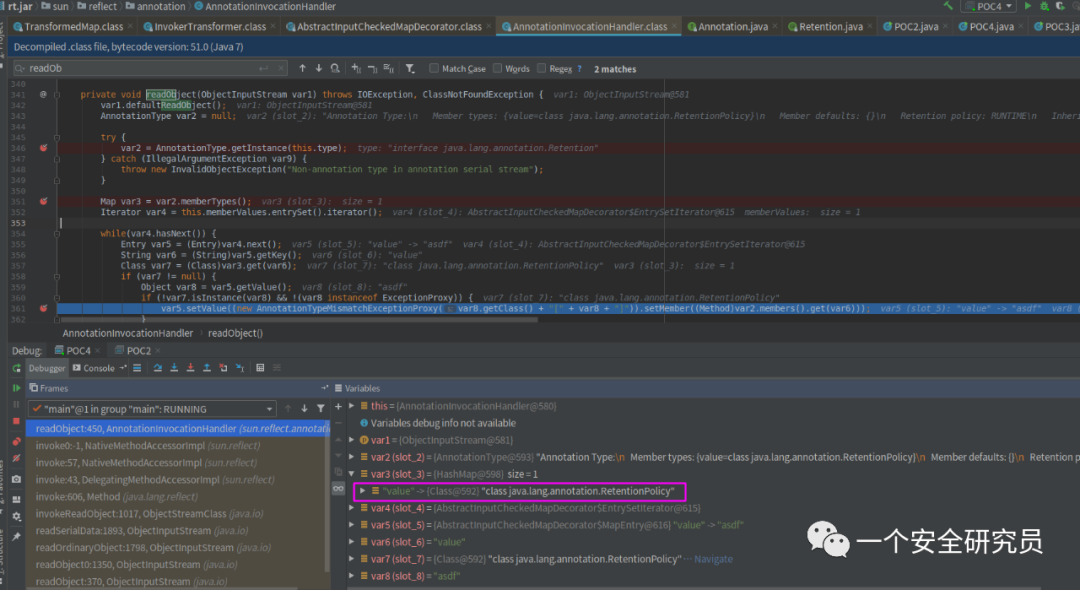 rt.jar sun reflect annotation AnnotationInvocationHandler POC4
TransformedMap.class InvokerTransformer.class AbstractInputCheckedMapDecorator.class AnnotationInvocationHandler.class Annotation.java Retention.java POC2.java POC4.java POC3.ja
Decompiled .class file, bytecode version: 51.0 (Java 7)
readOb Match Case Words Regex ? 2 matches
340
341 @ private void readObject(ObjectInputStream var1) throws IOException, ClassNotFoundException { var1: ObjectInputStream@581
342 var1.defaultReadObject(); var1: ObjectInputStream@581
343 AnnotationType var2 = null; var2 (slot_2): "Annotation Type:\n Member types: {value=class java.lang.annotation.RetentionPolicy}\n Member defaults: {}\n Retention policy: RUNTIME\n Inheri
344
345 try {
346 var2 = AnnotationType.getInstance(this.type); type: "interface java.lang.annotation.Retention"
347 } catch (IllegalArgumentException var9) {
348 throw new InvalidObjectException("Non-annotation type in annotation serial stream");
349 }
350
351 Map var3 = var2.memberTypes(); var3 (slot_3): size = 1
352 Iterator var4 = this.memberValues.entrySet().iterator(); var4 (slot_4): AbstractInputCheckedMapDecorator$EntrySetIterator@615 memberValues: size = 1
353
354 while(var4.hasNext()) {
355 Entry var5 = (Entry)var4.next(); var5 (slot_5): "value" -> "asdf" var4 (slot_4): AbstractInputCheckedMapDecorator$EntrySetIterator@615
356 String var6 = (String)var5.getKey(); var6 (slot_6): "value"
357 Class var7 = (Class)var3.get(var6); var7 (slot_7): "class java.lang.annotation.RetentionPolicy" var3 (slot_3): size = 1
358 if (var7 != null) {
359 Object var8 = var5.getValue(); var8 (slot_8): "asdf"
360 if (!var7.isInstance(var8) && !(var8 instanceof ExceptionProxy)) { var7 (slot_7): "class java.lang.annotation.RetentionPolicy"
361 var5.setValue((new AnnotationTypeMismatchExceptionProxy( var8.getClass() + "[" + var8 + "]")).setMember((Method)var2.members().get(var6))); var5 (slot_5): "value" -> "asdf" var8
362 }
AnnotationInvocationHandler readObject()
Debug: POC4 POC2
Debugger Console
Frames Variables
"main"@1 in group "main": RUNNING
this = {AnnotationInvocationHandler@580}
readObject:450, AnnotationInvocationHandler (sun.reflect.annotatio
Variables debug info not available
invoke0:-1, NativeMethodAccessorImpl (sun.reflect)
var1 = {ObjectInputStream@581}
invoke:57, NativeMethodAccessorImpl (sun.reflect)
var2 (slot_2) = {AnnotationType@593} "Annotation Type:\n Member types: {value=class java.lang.annotation.RetentionPolicy}\n Member defaults: {}\n Retention p
invoke:43, DelegatingMethodAccessorImpl (sun.reflect)
var3 (slot_3) = {HashMap@598} size = 1
invoke:606, Method (java.lang.reflect)
"value" -> {Class@592} "class java.lang.annotation.RetentionPolicy"
invokeReadObject:1017, ObjectStreamClass (java.io)
var4 (slot_4) = {AbstractInputCheckedMapDecorator$EntrySetIterator@615}
readSerialData:1893, ObjectInputStream (java.io)
var5 (slot_5) = {AbstractInputCheckedMapDecorator$MapEntry@616} "value" -> "asdf"
readOrdinaryObject:1798, ObjectInputStream (java.io)
var6 (slot_6) = "value"
readObject0:1350, ObjectInputStream (java.io)
var7 (slot_7) = {Class@592} "class java.lang.annotation.RetentionPolicy" ... Navigate
readObject:370, ObjectInputStream (java.io)
var8 (slot_8) = "asdf"
一个安全研究员